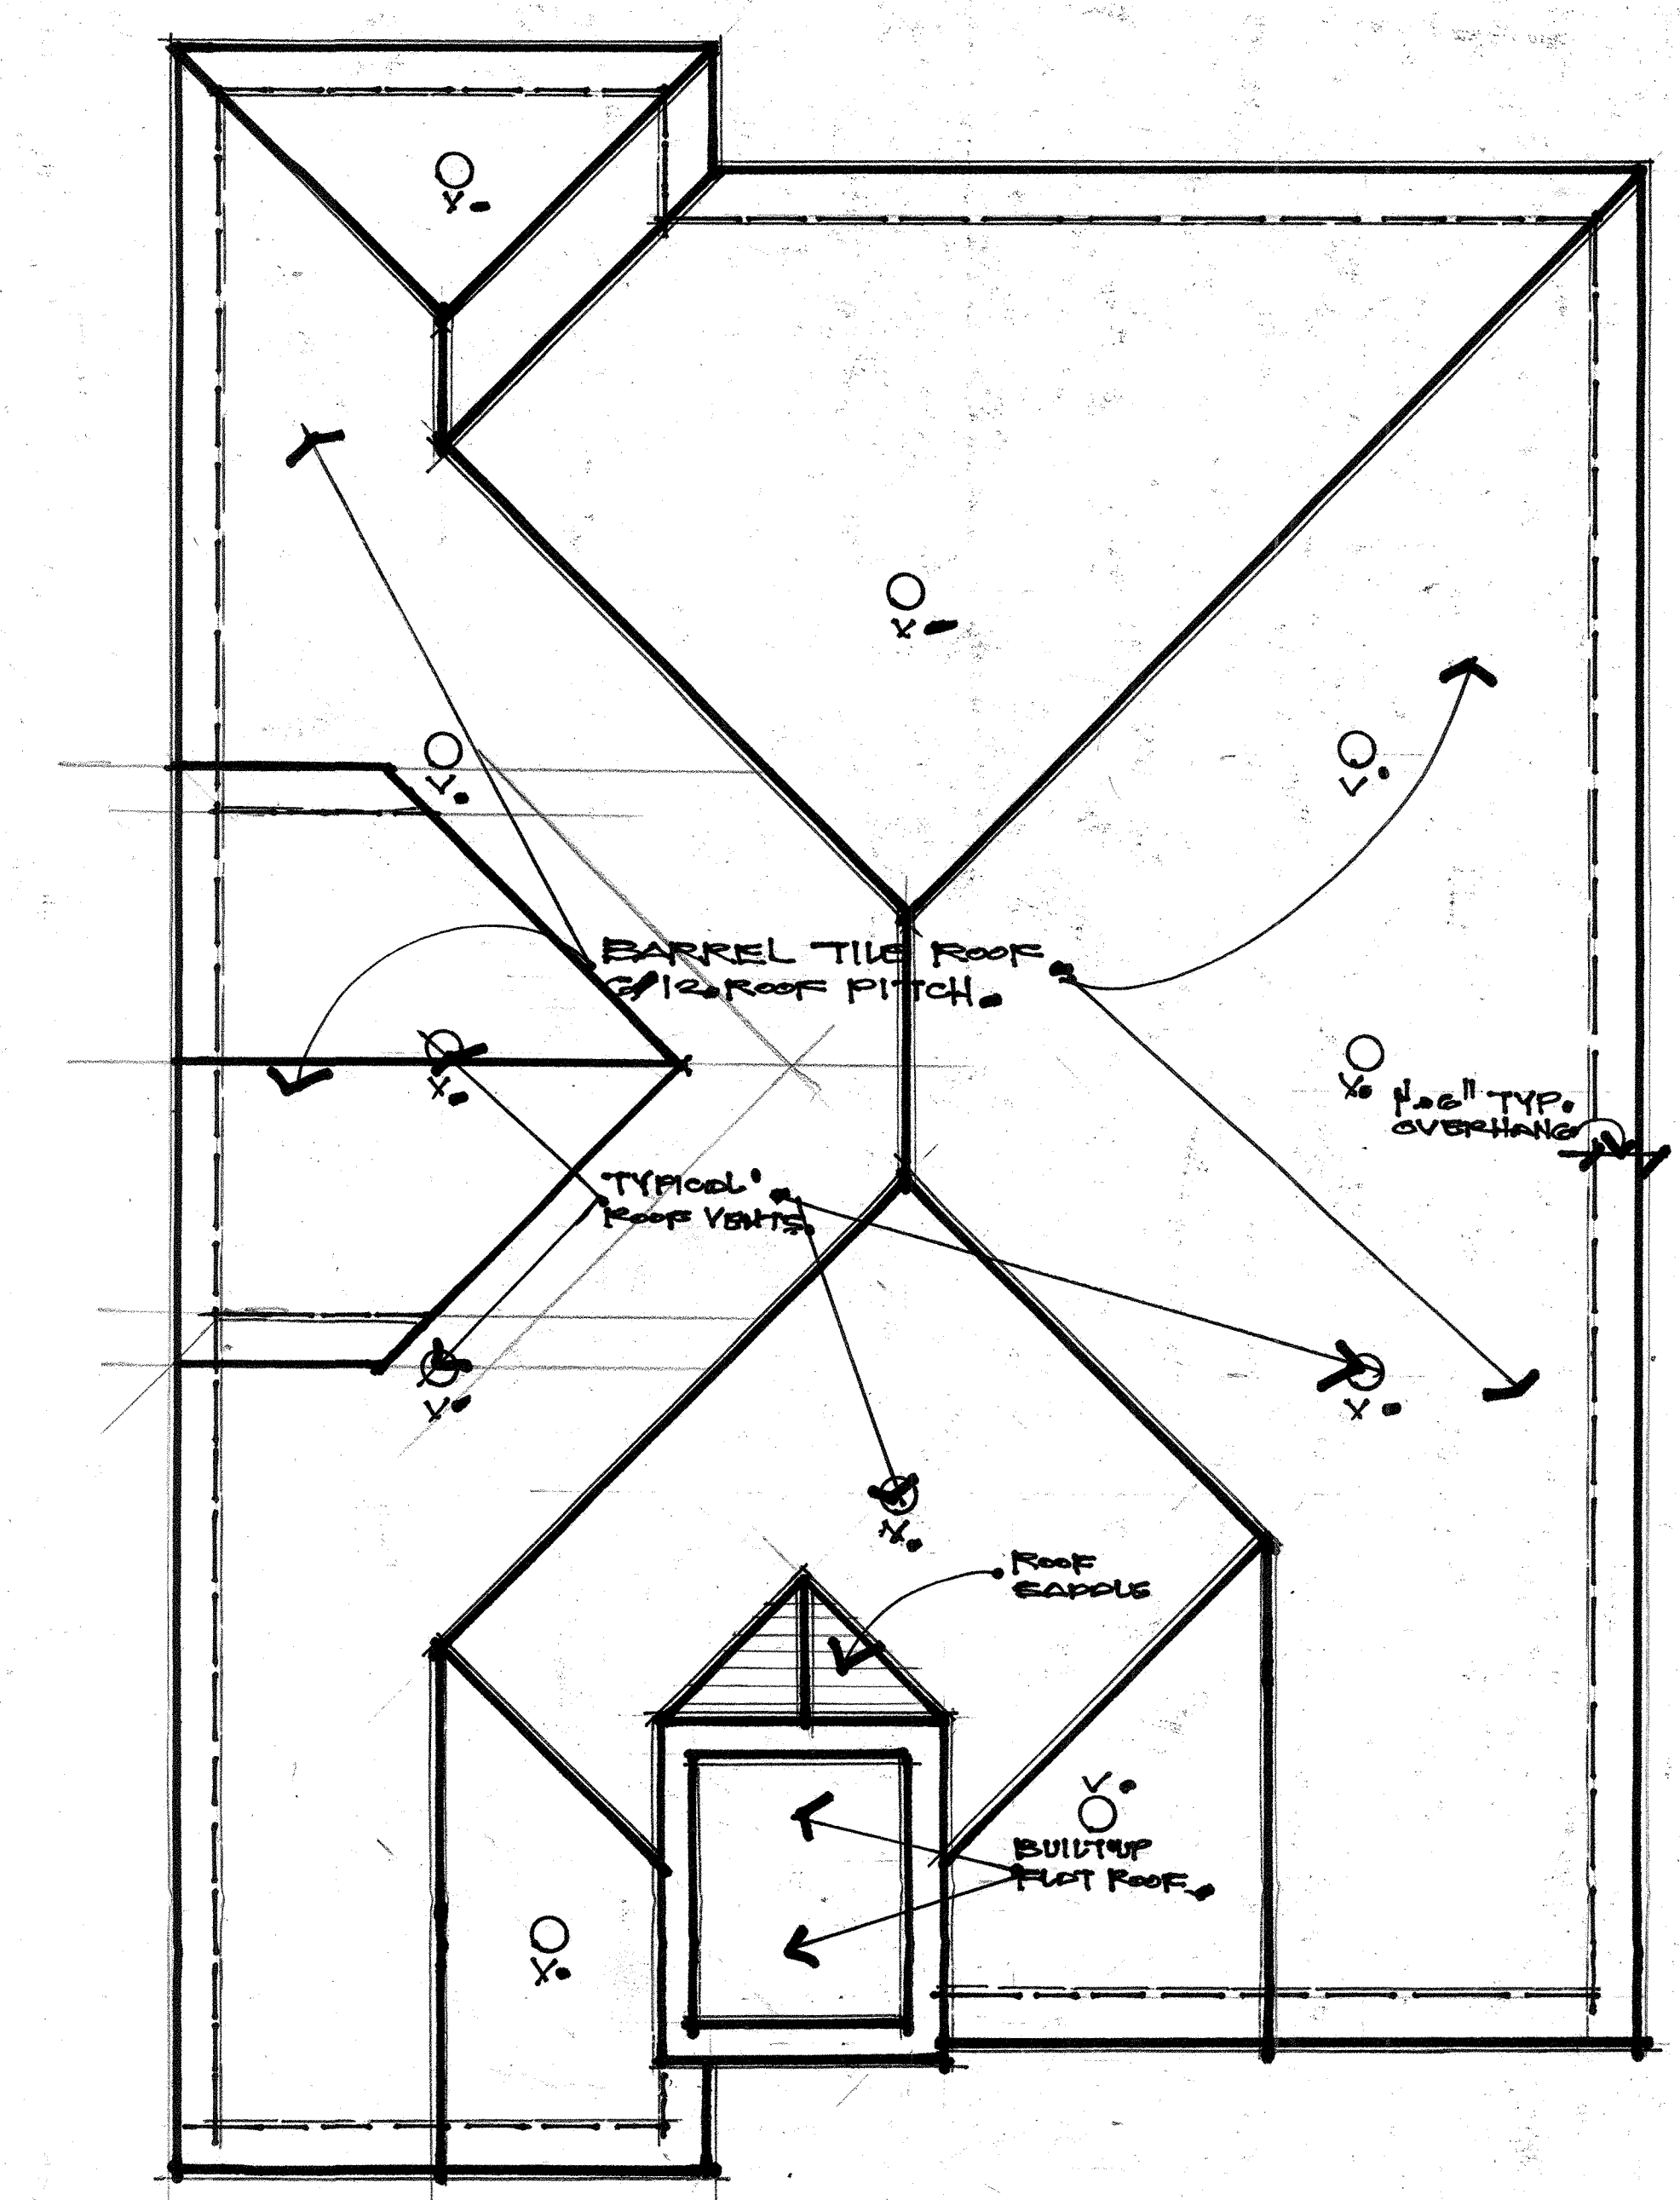 V.
V.
V.
V.
BARREL TILE ROOF
6/12 ROOF PITCH.
V.
V.
1'-6" TYP.
OVERHANG
TYPICAL
ROOF VENTS.
V.
V.
V.
ROOF
SADDLE
V.
BUILT-UP
FLAT ROOF.
V.